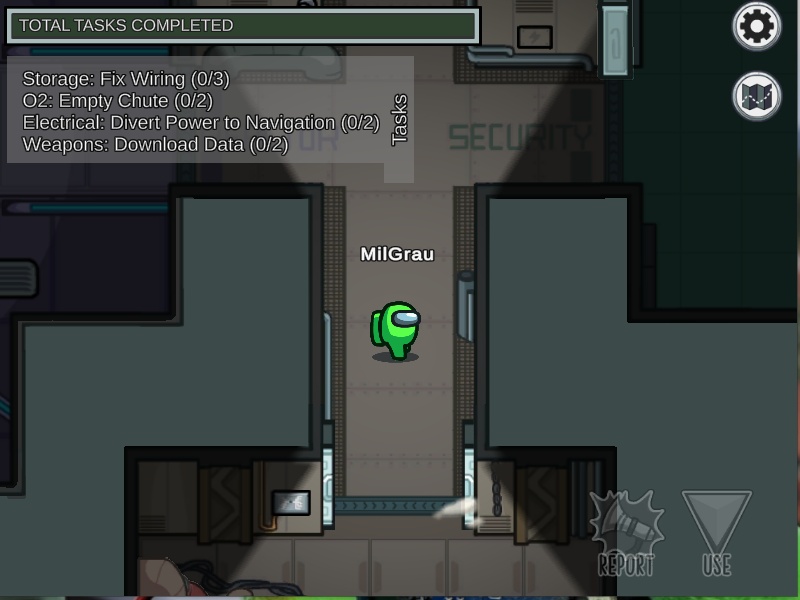 TOTAL TASKS COMPLETED
Storage: Fix Wiring (0/3)
O2: Empty Chute (0/2)
Electrical: Divert Power to Navigation (0/2)
Weapons: Download Data (0/2)
Tasks
SECURITY
MilGrau
REPORT
USE